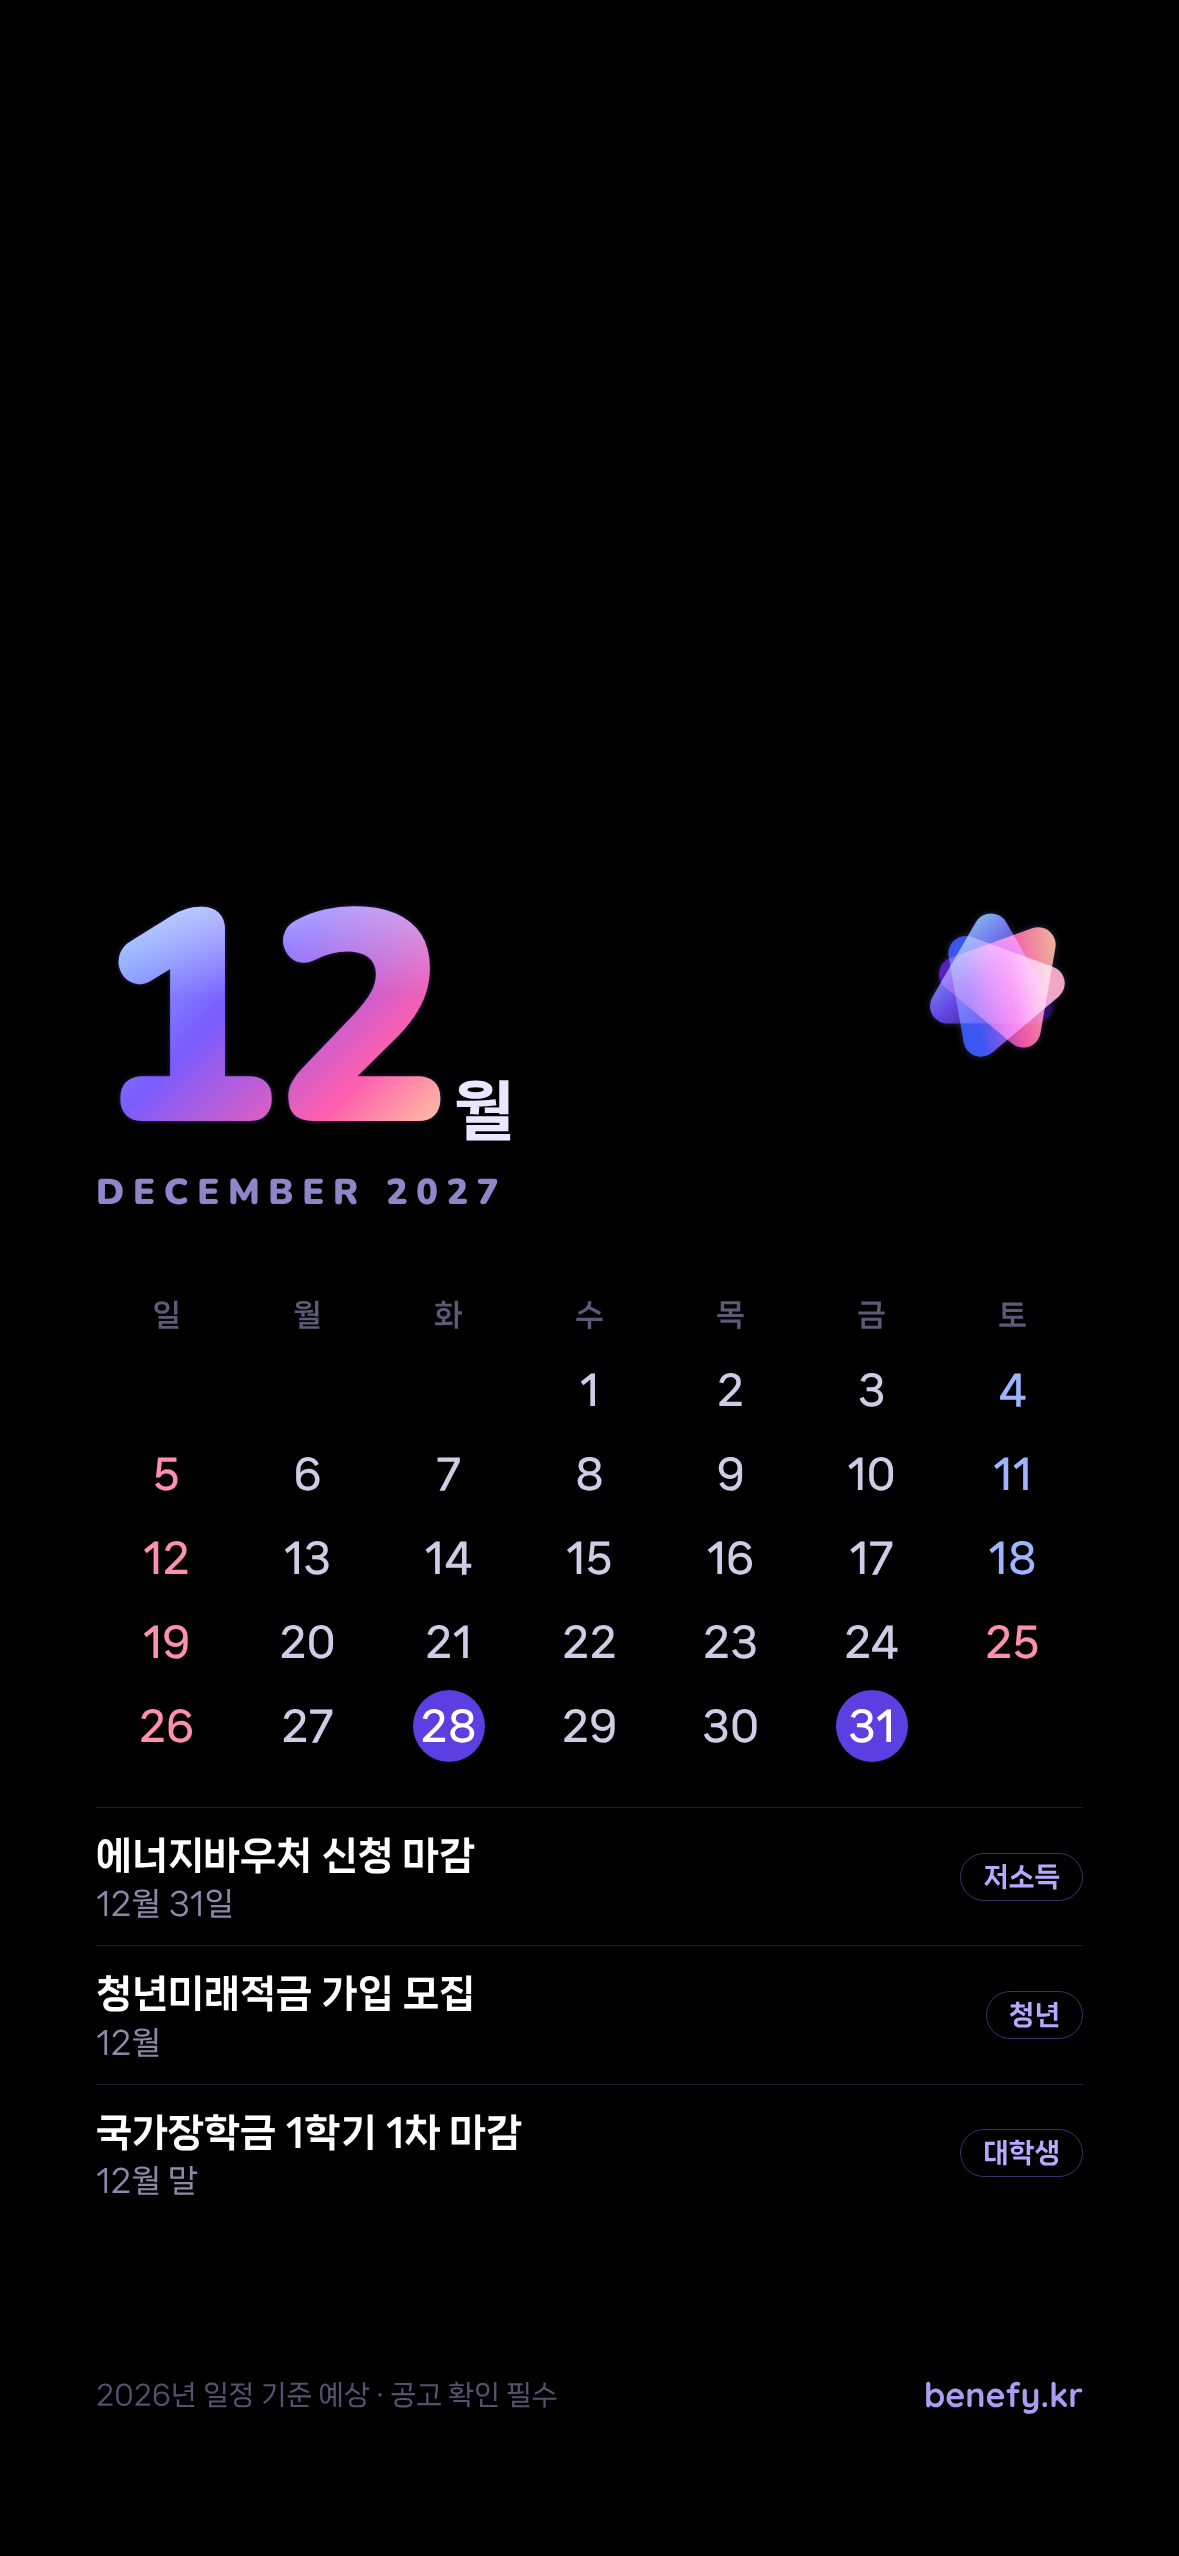 12월
DECEMBER 2027
일 월 화 수 목 금 토
1 2 3 4
5 6 7 8 9 10 11
12 13 14 15 16 17 18
19 20 21 22 23 24 25
26 27 28 29 30 31
에너지바우처 신청 마감
12월 31일
저소득
청년미래적금 가입 모집
12월
청년
국가장학금 1학기 1차 마감
12월 말
대학생
2026년 일정 기준 예상 · 공고 확인 필수
benefy.kr